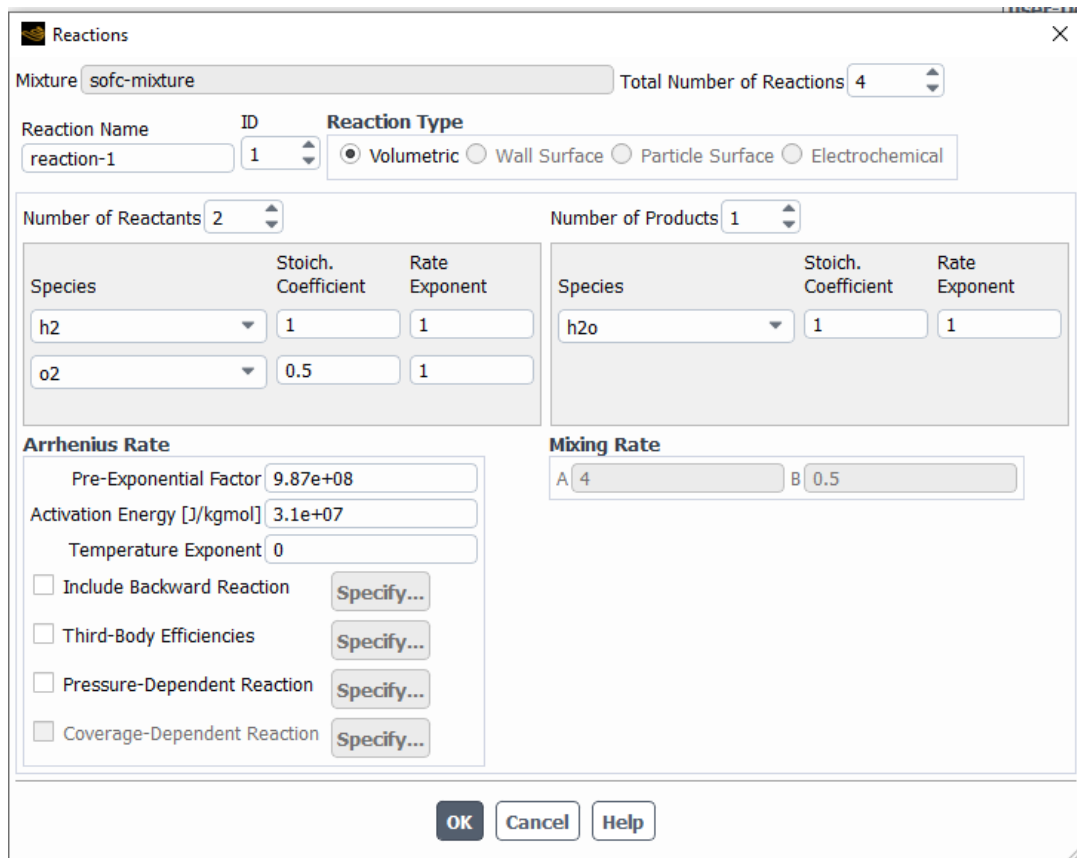 Reactions
Mixture sofc-mixture Total Number of Reactions 4
Reaction Name ID Reaction Type
reaction-1 1 Volumetric Wall Surface Particle Surface Electrochemical
Number of Reactants 2 Number of Products 1
Species Stoich. Coefficient Rate Exponent Species Stoich. Coefficient Rate Exponent
h2 1 1 h2o 1 1
o2 0.5 1
Arrhenius Rate Mixing Rate
Pre-Exponential Factor 9.87e+08 A 4 B 0.5
Activation Energy [J/kgmol] 3.1e+07
Temperature Exponent 0
Include Backward Reaction Specify...
Third-Body Efficiencies Specify...
Pressure-Dependent Reaction Specify...
Coverage-Dependent Reaction Specify...
OK Cancel Help